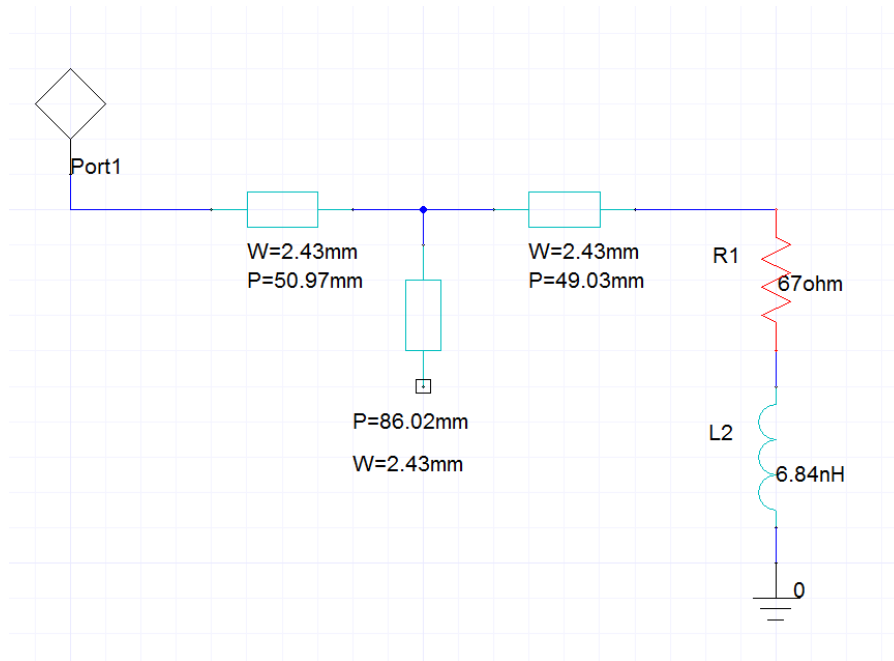 Port1
W=2.43mm
P=50.97mm
W=2.43mm
P=49.03mm
R1
67ohm
P=86.02mm
W=2.43mm
L2
6.84nH
0